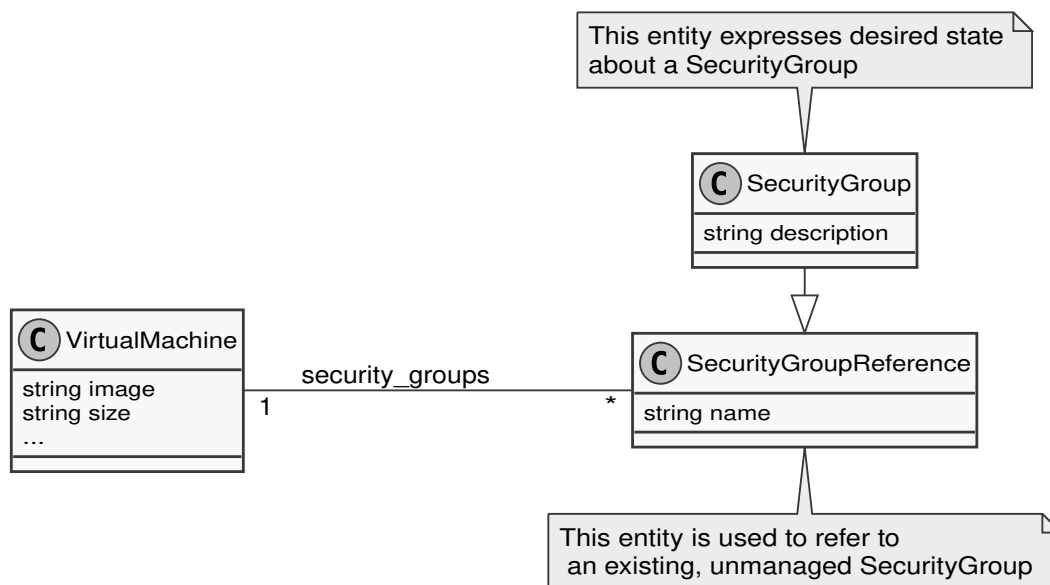 This entity expresses desired state
about a SecurityGroup
C SecurityGroup
string description
C VirtualMachine
string image
string size
...
security_groups
1
*
C SecurityGroupReference
string name
This entity is used to refer to
an existing, unmanaged SecurityGroup